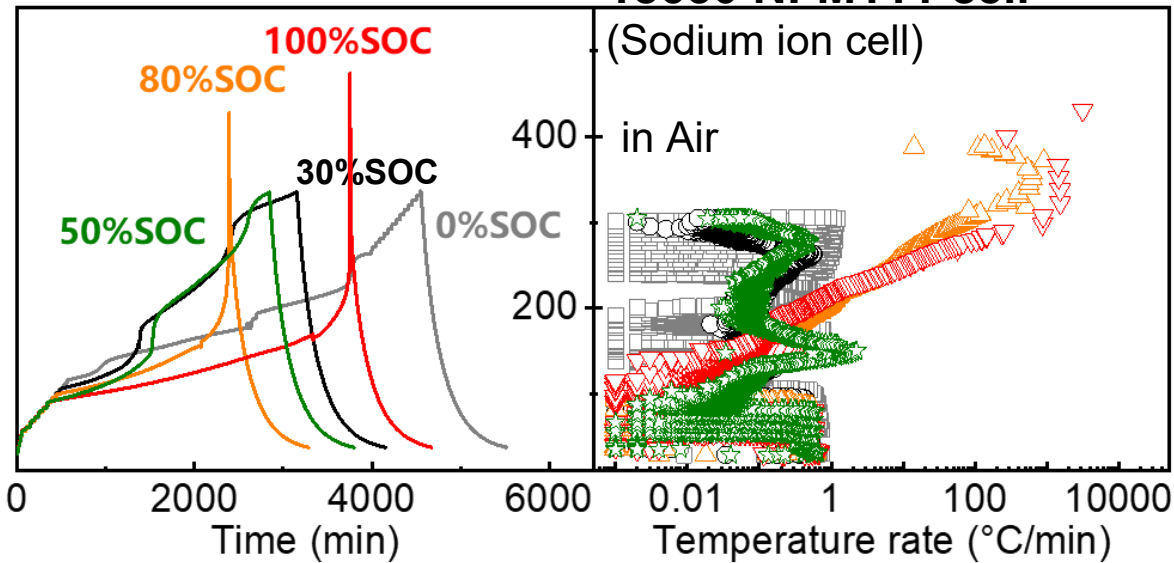 100%SOC
(Sodium ion cell)
80%SOC
400
in Air
30%SOC
50%SOC
0%SOC
200
0
2000
4000
6000
0.01
1
100
10000
Time (min)
Temperature rate (°C/min)